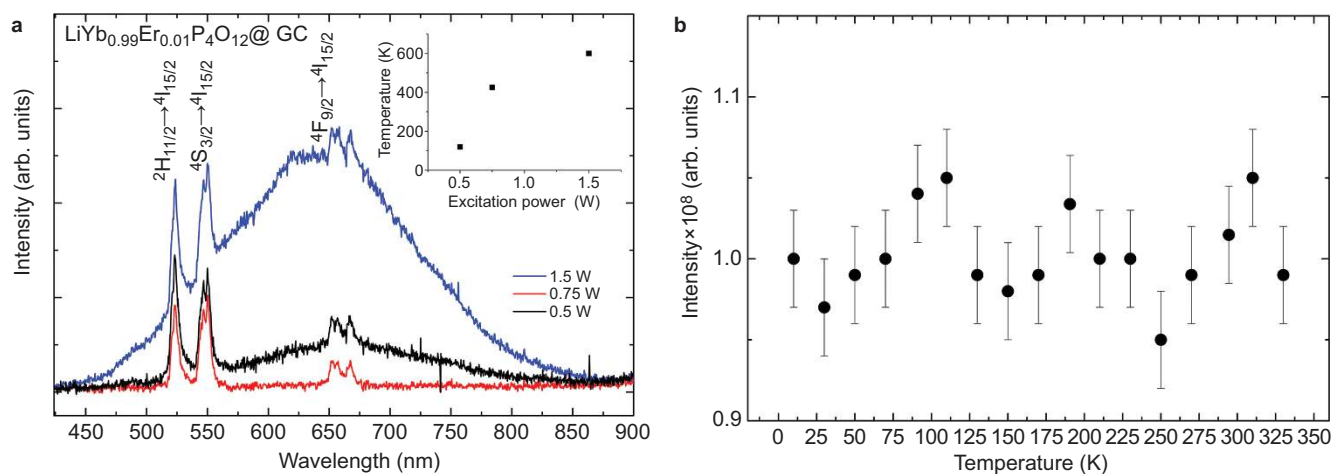 a
LiYb0.99Er0.01P4O12@ GC
2H11/2→4I15/2
4S3/2→4I15/2
4F9/2→4I15/2
Intensity (arb. units)
Temperature (K)
600
400
200
0
0.5 1.0 1.5
Excitation power (W)
1.5 W
0.75 W
0.5 W
450 500 550 600 650 700 750 800 850 900
Wavelength (nm)
b
Intensity×10^8 (arb. units)
1.1
1.0
0.9
0 25 50 75 100 125 150 175 200 225 250 275 300 325 350
Temperature (K)